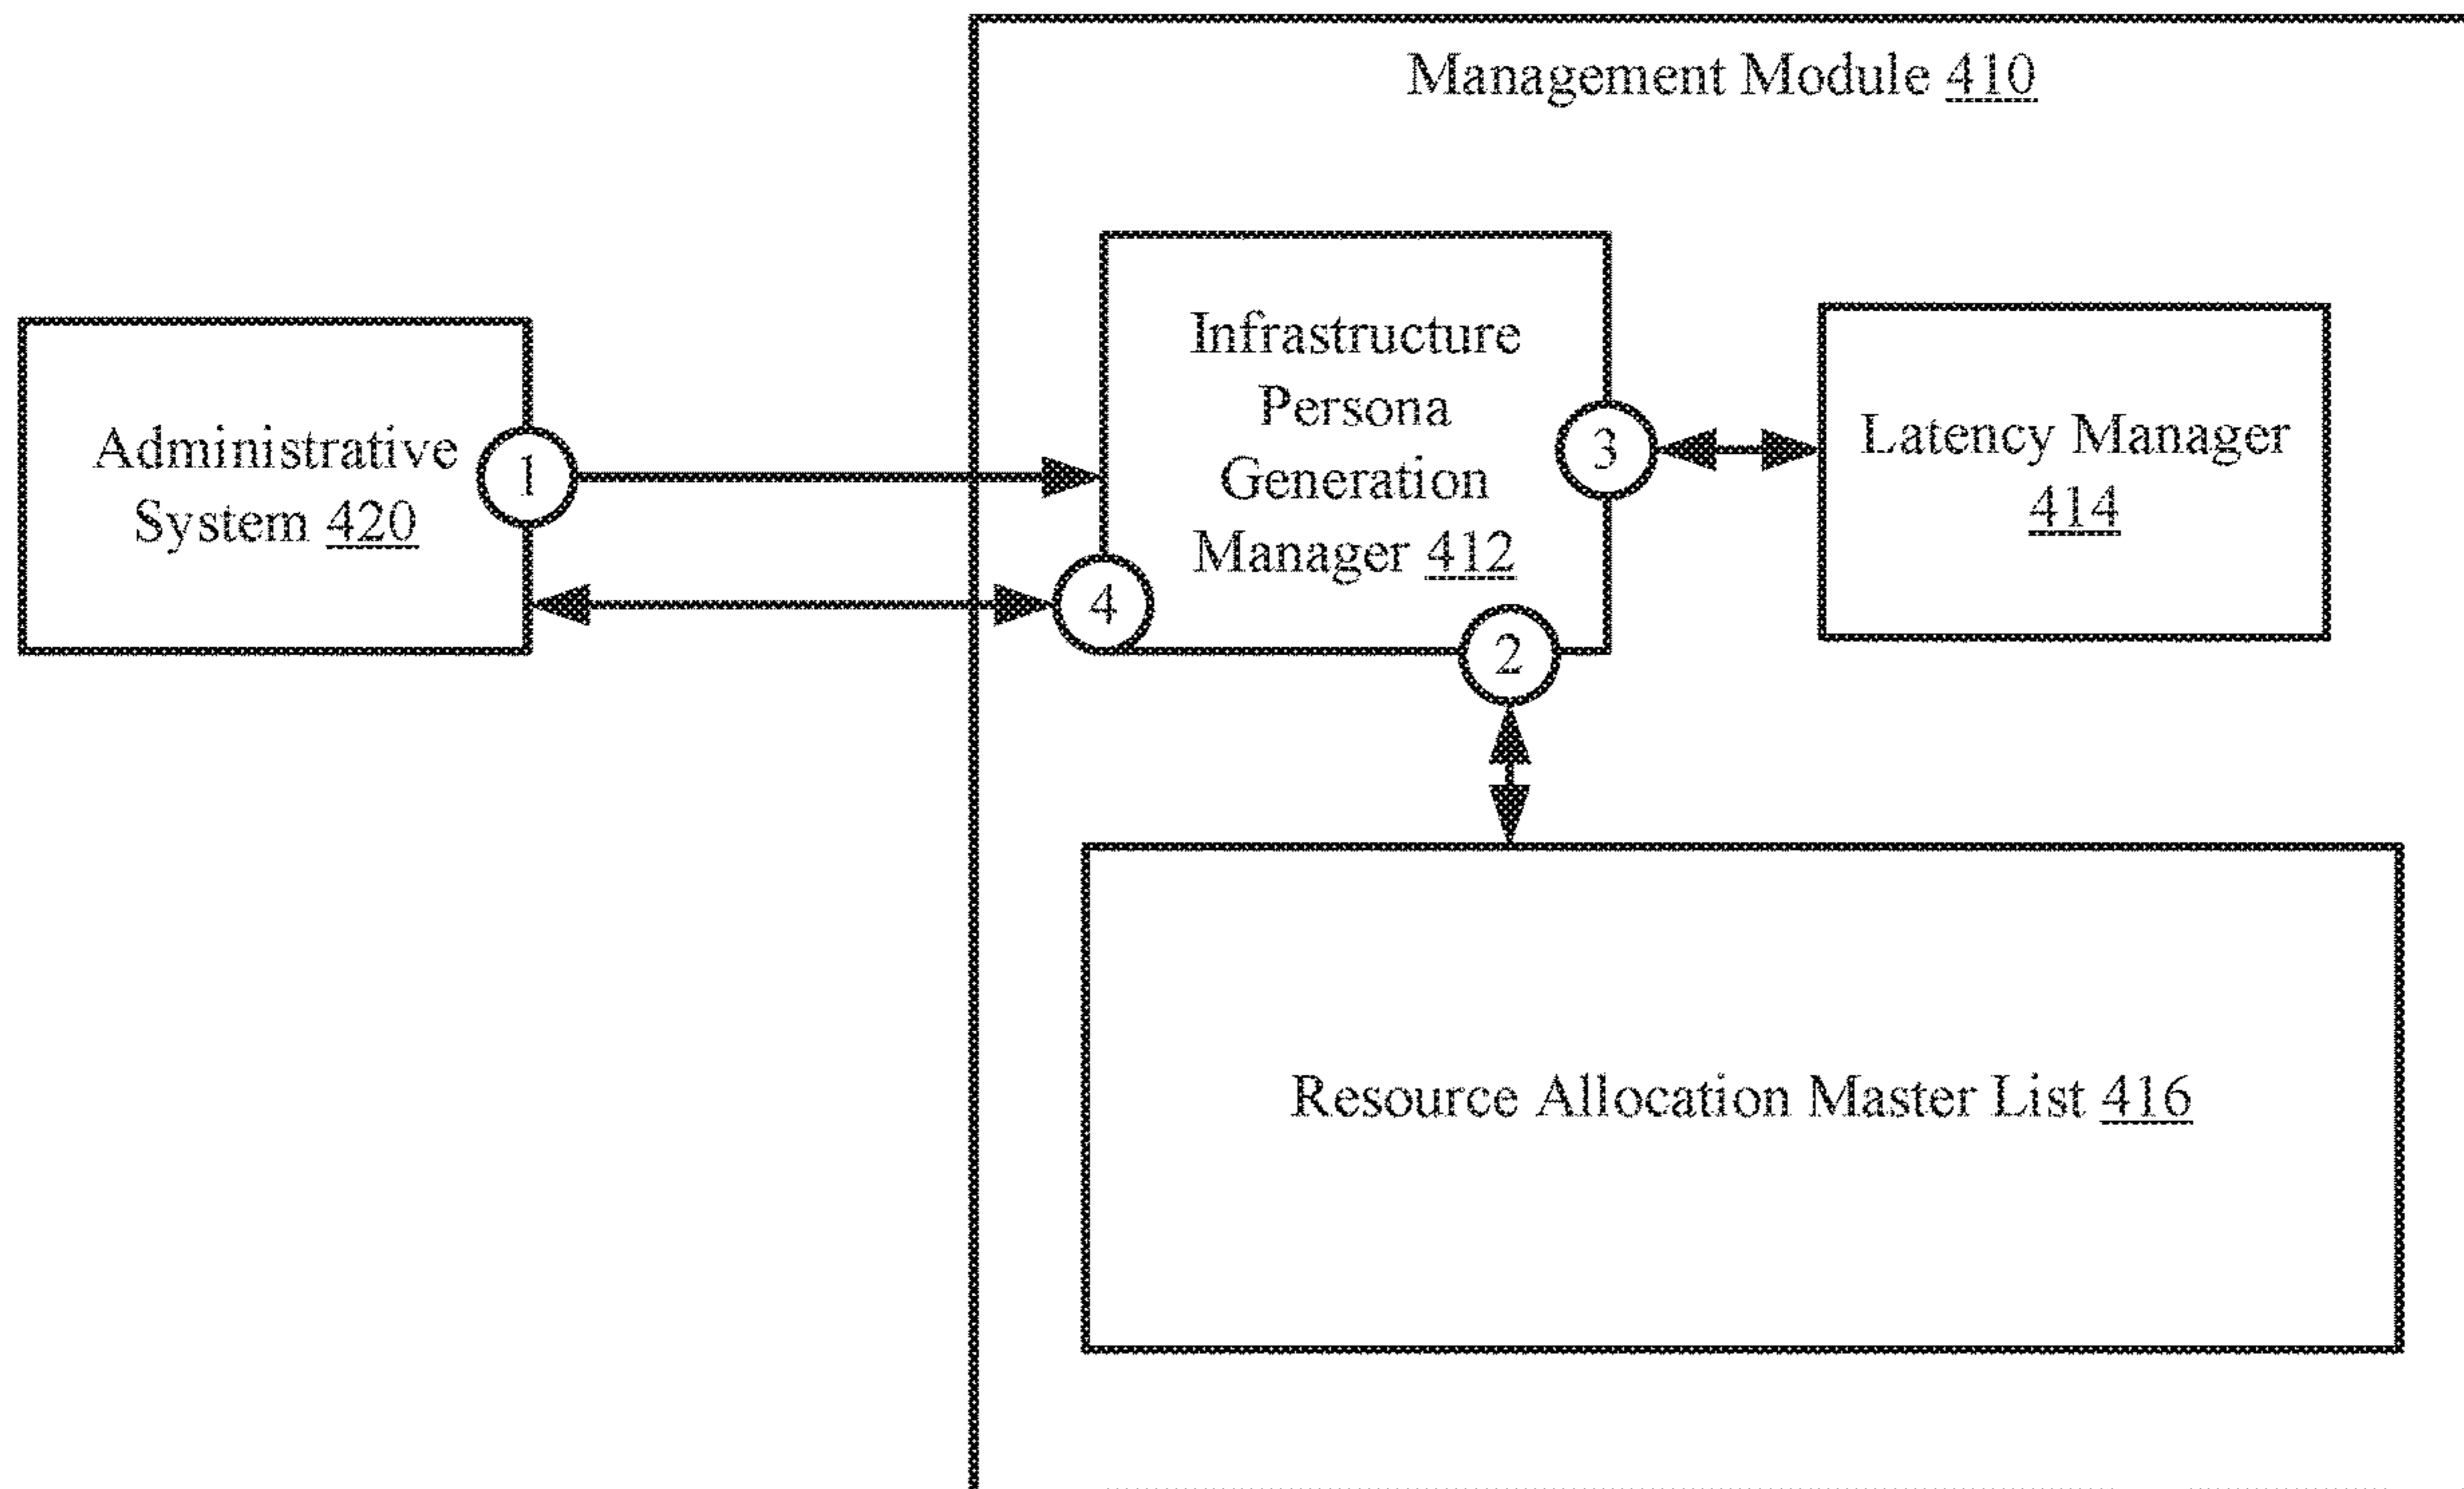 Management Module 410
Infrastructure
Persona
Generation
Manager 412
Administrative
System 420
1
4
3
2
Latency Manager
414
Resource Allocation Master List 416